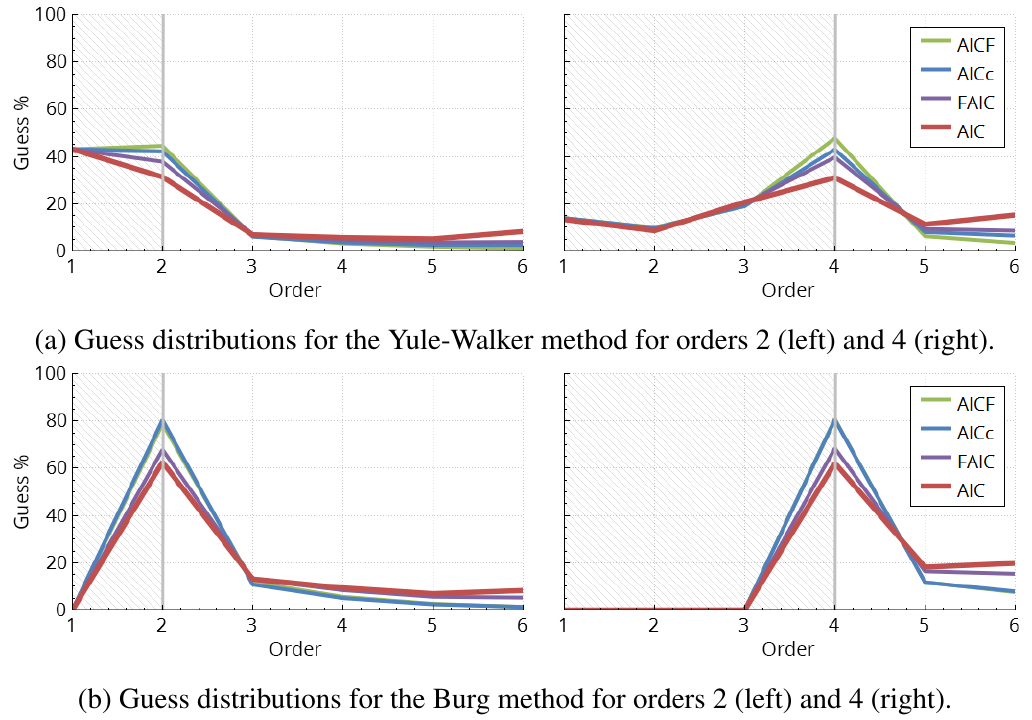 100
80
60
40
20
0
Guess %
1 2 3 4 5 6
Order
1 2 3 4 5 6
Order
AICF
AICc
FAIC
AIC
(a) Guess distributions for the Yule-Walker method for orders 2 (left) and 4 (right).
100
80
60
40
20
0
Guess %
1 2 3 4 5 6
Order
1 2 3 4 5 6
Order
AICF
AICc
FAIC
AIC
(b) Guess distributions for the Burg method for orders 2 (left) and 4 (right).